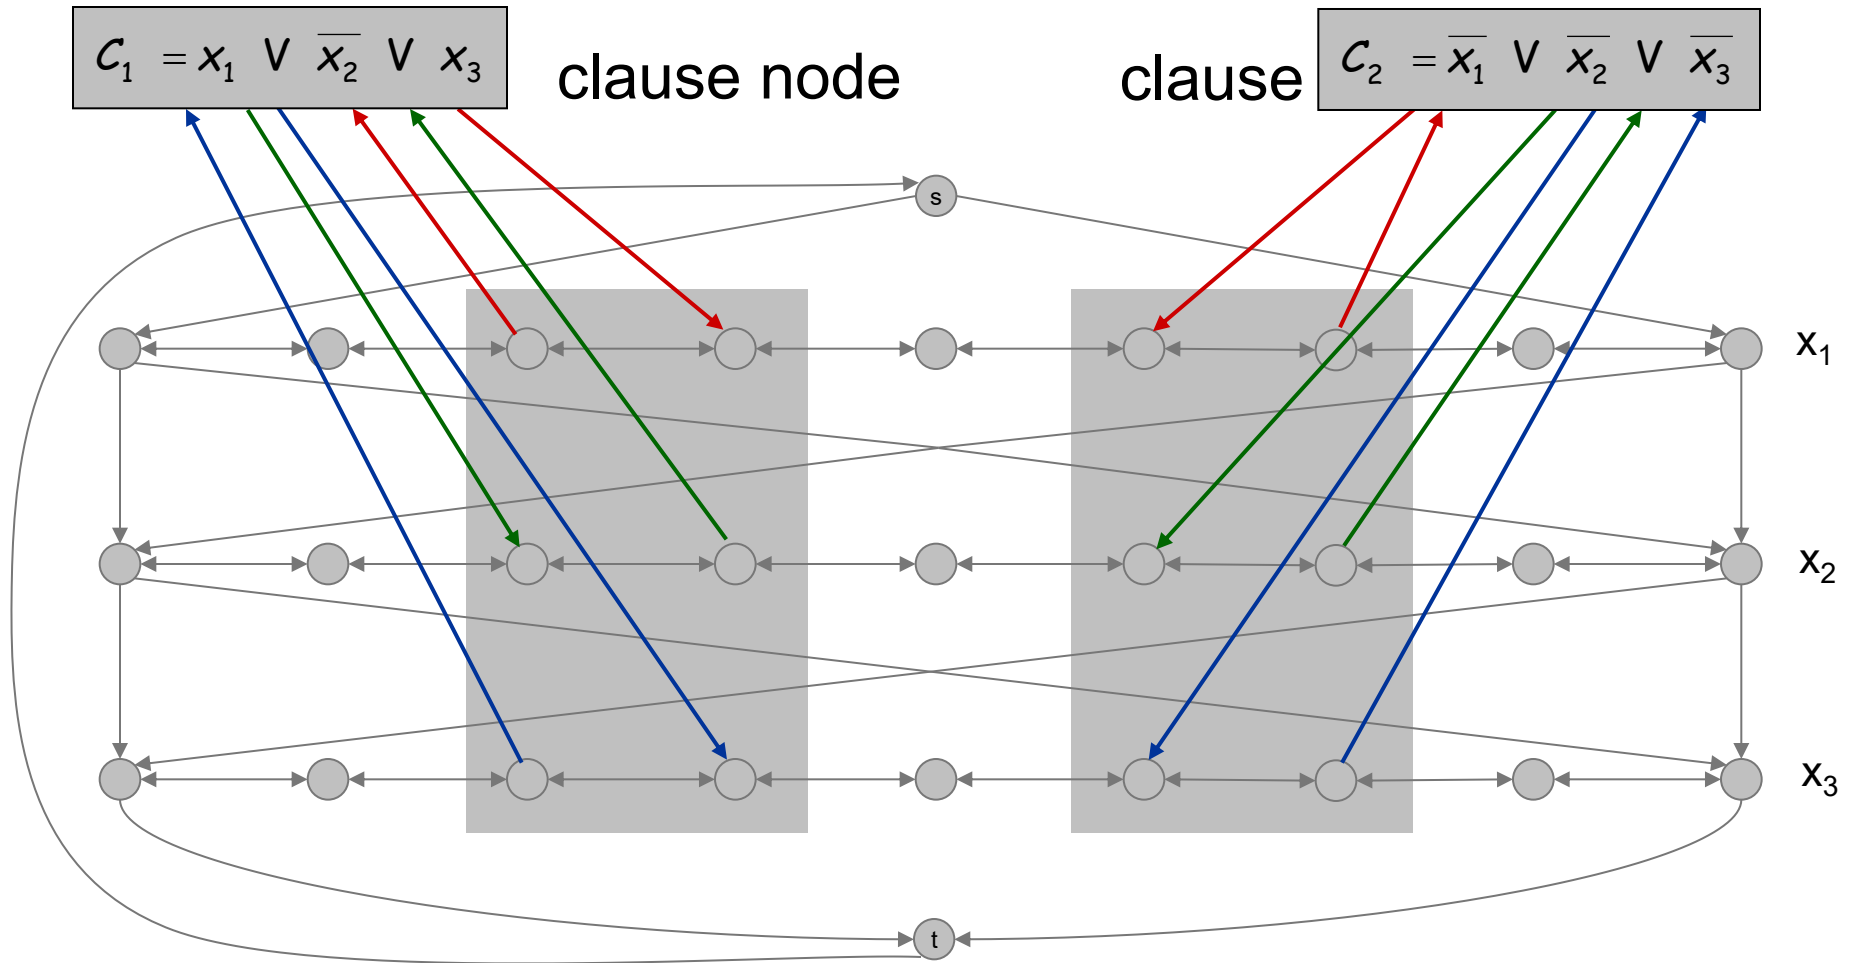 C₁ = x₁ V x̅₂ V x₃
clause node
clause
C₂ = x̅₁ V x̅₂ V x̅₃
s
x₁
x₂
x₃
t